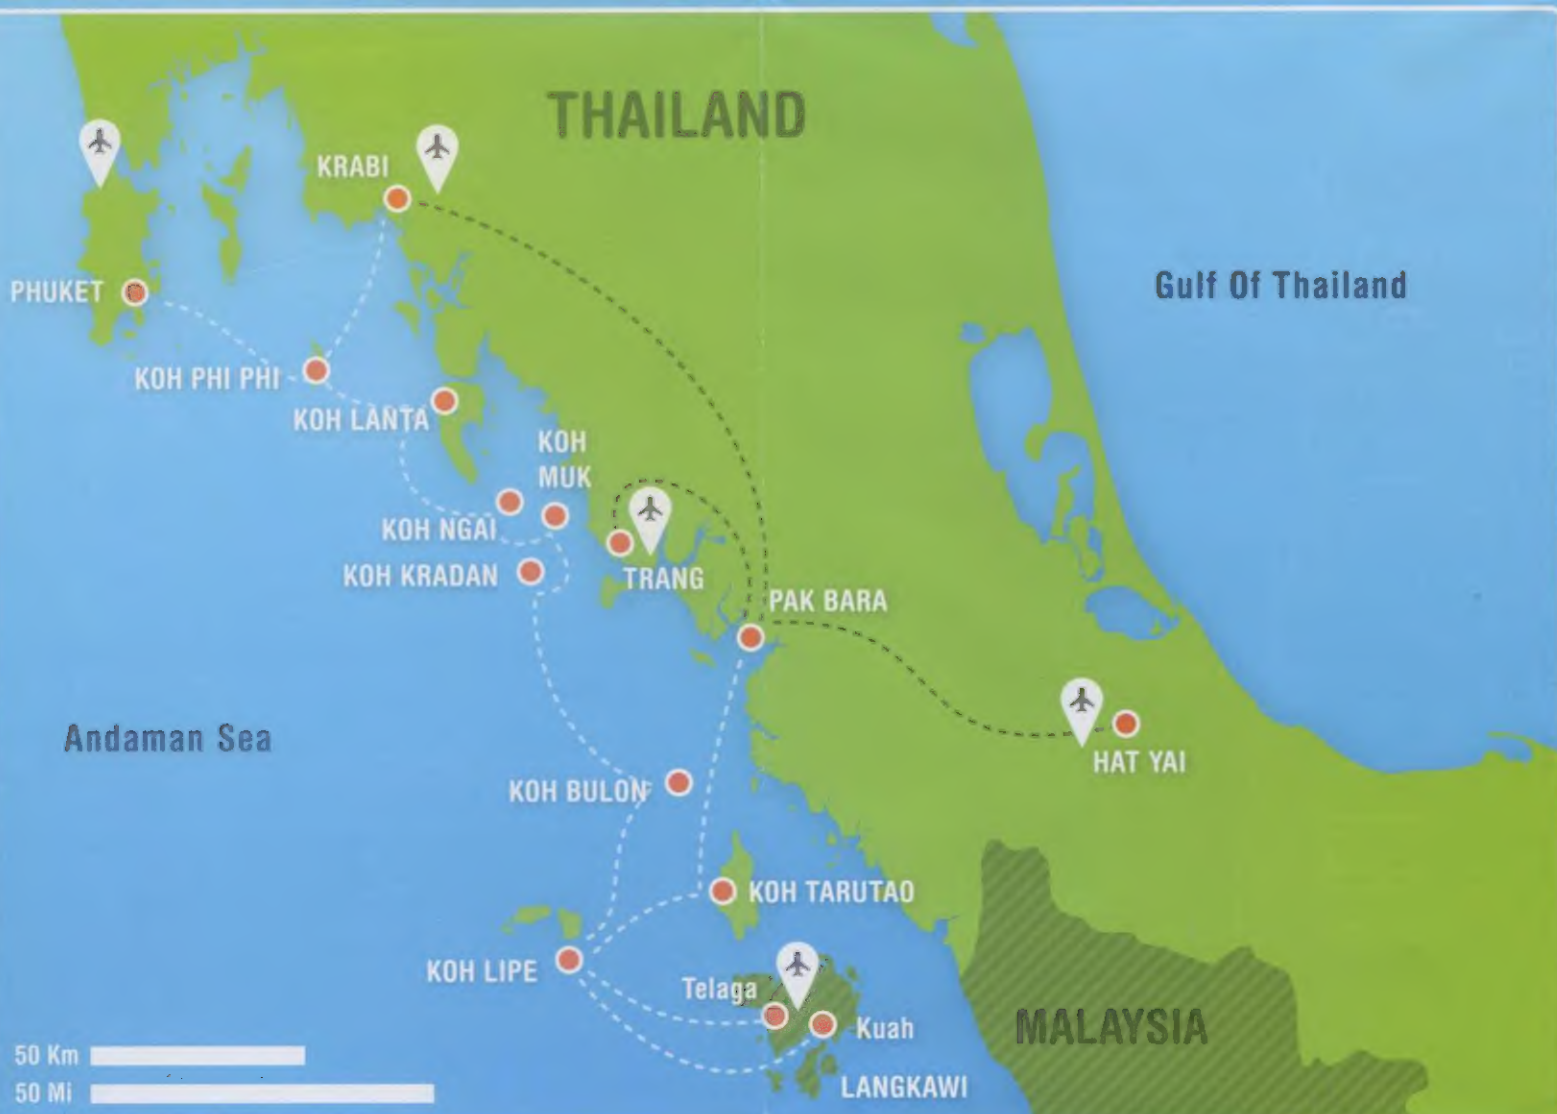 THAILAND
KRABI
Gulf Of Thailand
PHUKET
KOH PHI PHI
KOH LANTA
KOH
MUK
KOH NGAI
KOH KRADAN
TRANG
PAK BARA
Andaman Sea
HAT YAI
KOH BULON
KOH TARUTAO
KOH LIPE
Telaga
Kuah
MALAYSIA
LANGKAWI
50 Km
50 Mi